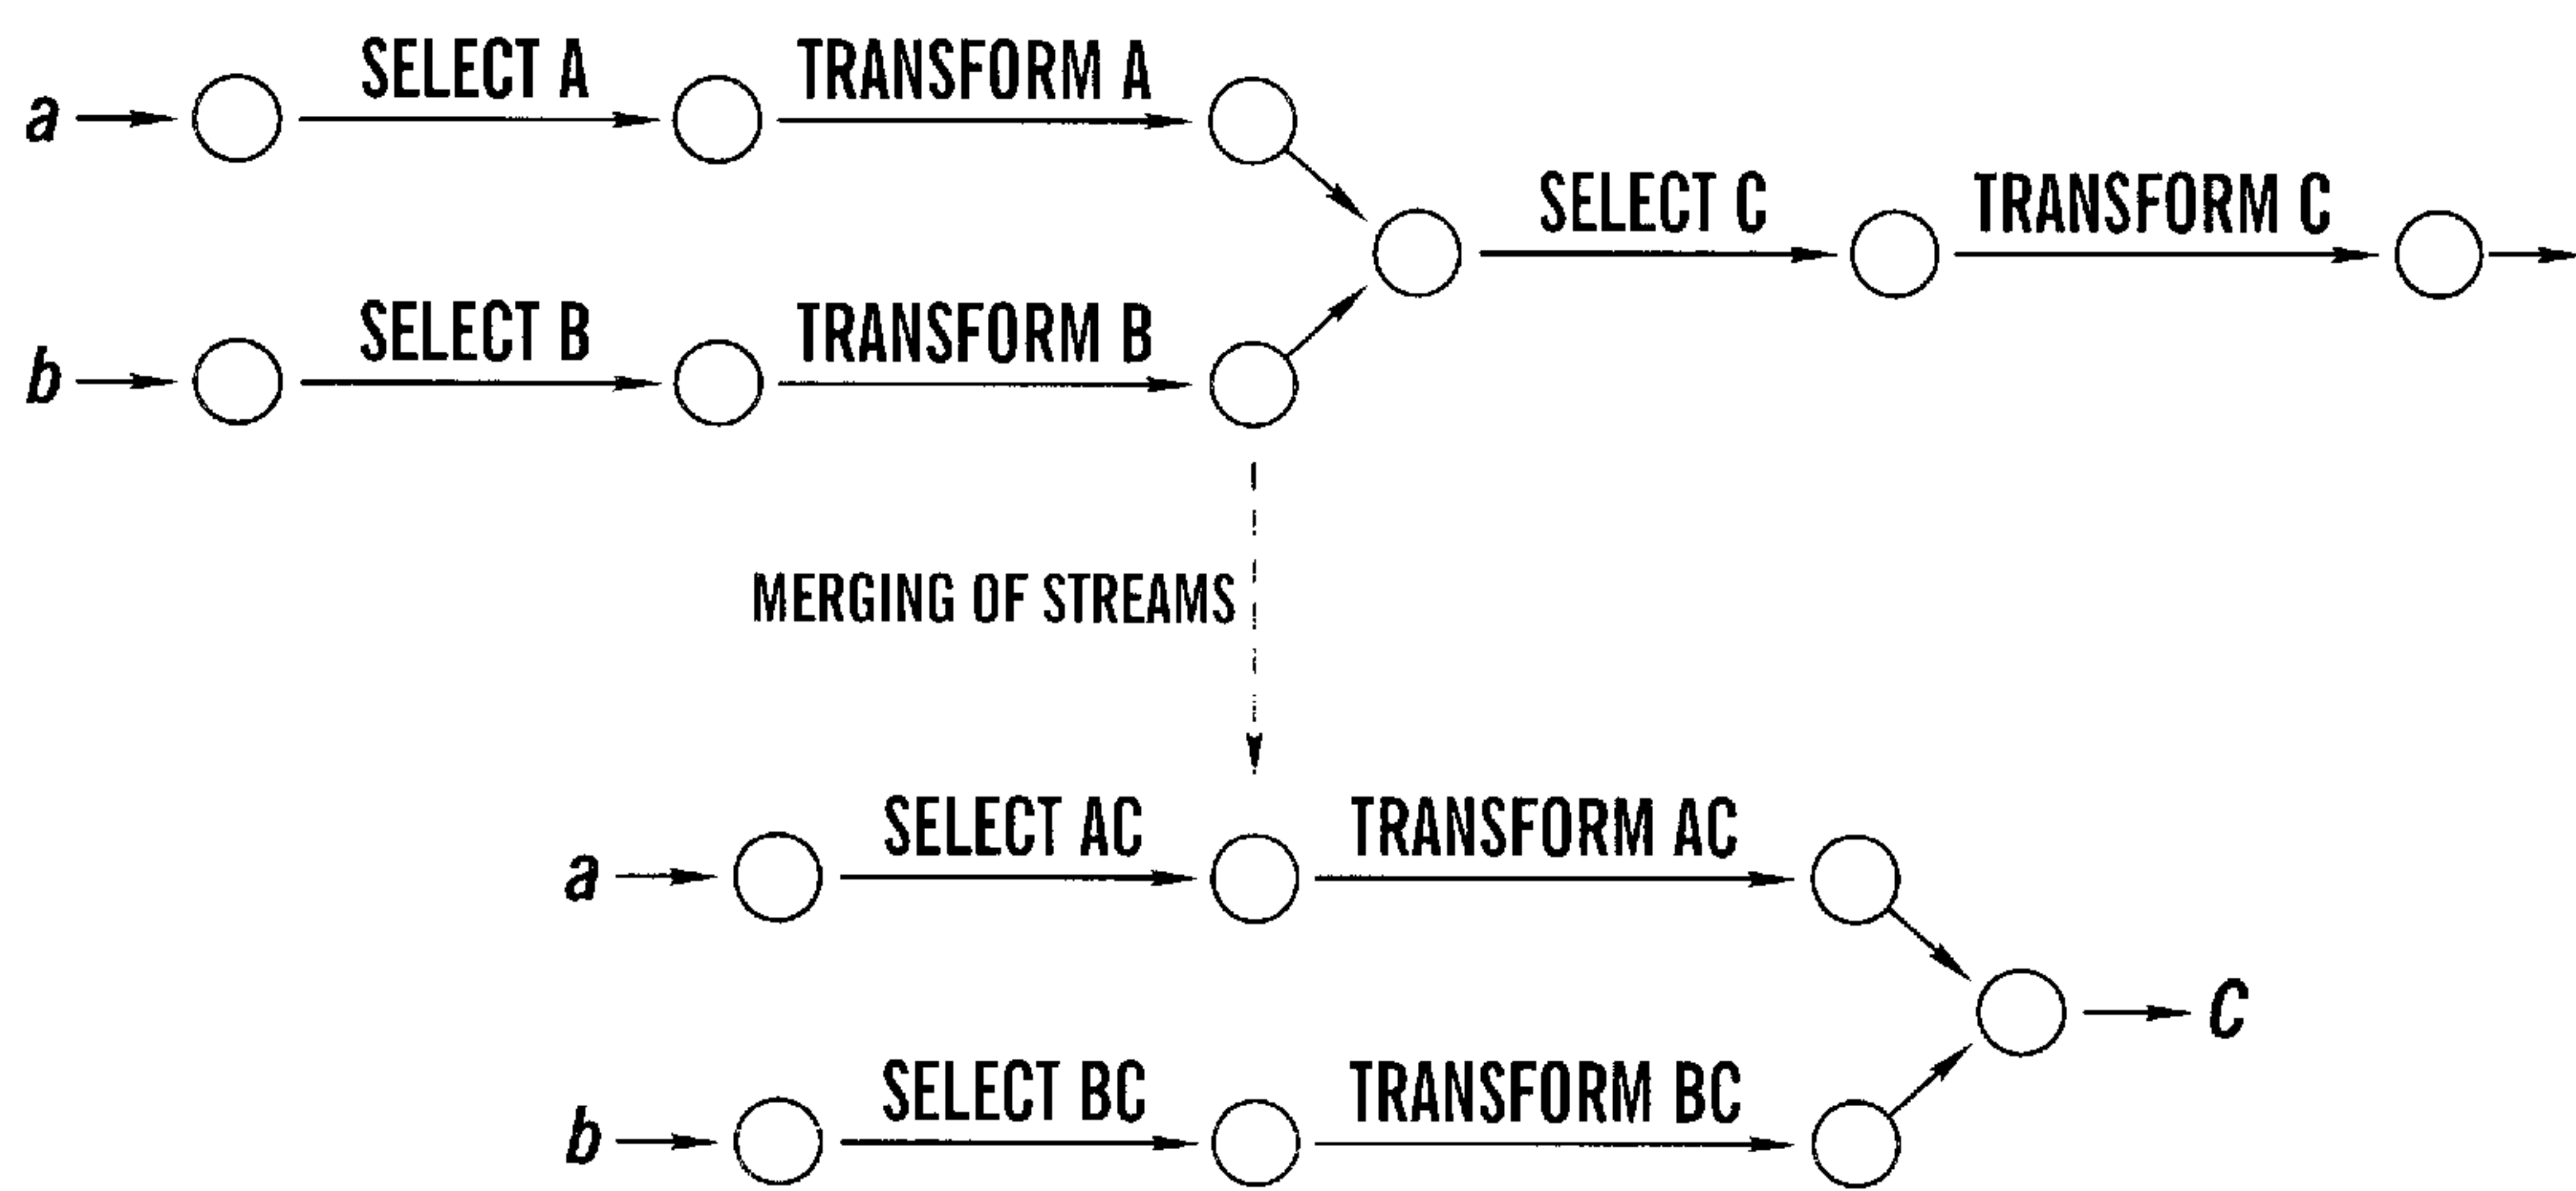 a SELECT A TRANSFORM A
SELECT C TRANSFORM C
b SELECT B TRANSFORM B
MERGING OF STREAMS
a SELECT AC TRANSFORM AC
C
b SELECT BC TRANSFORM BC